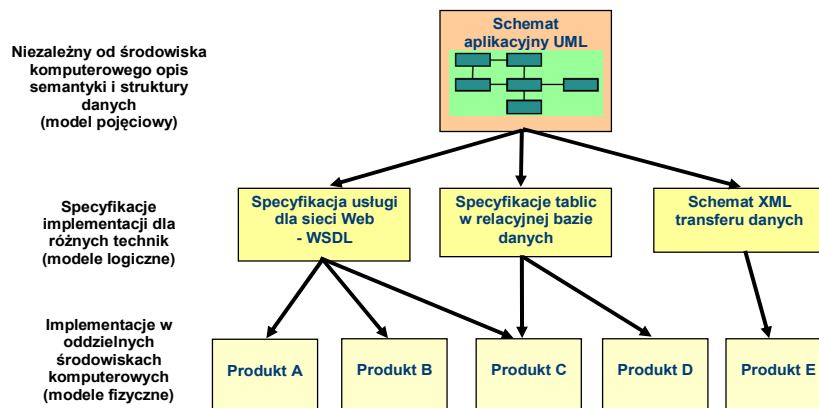 Schemat
aplikacyjny UML
Niezależny od środowiska
komputerowego opis
semantyki i struktury
danych
(model pojęciowy)
Specyfikacje
implementacji dla
różnych technik
(modele logiczne)
Specyfikacja usługi
dla sieci Web
- WSDL
Specyfikacje tablic
w relacyjnej bazie
danych
Schemat XML
transferu danych
Implementacje w
oddzielnych
środowiskach
komputerowych
(modele fizyczne)
Produkt A
Produkt B
Produkt C
Produkt D
Produkt E